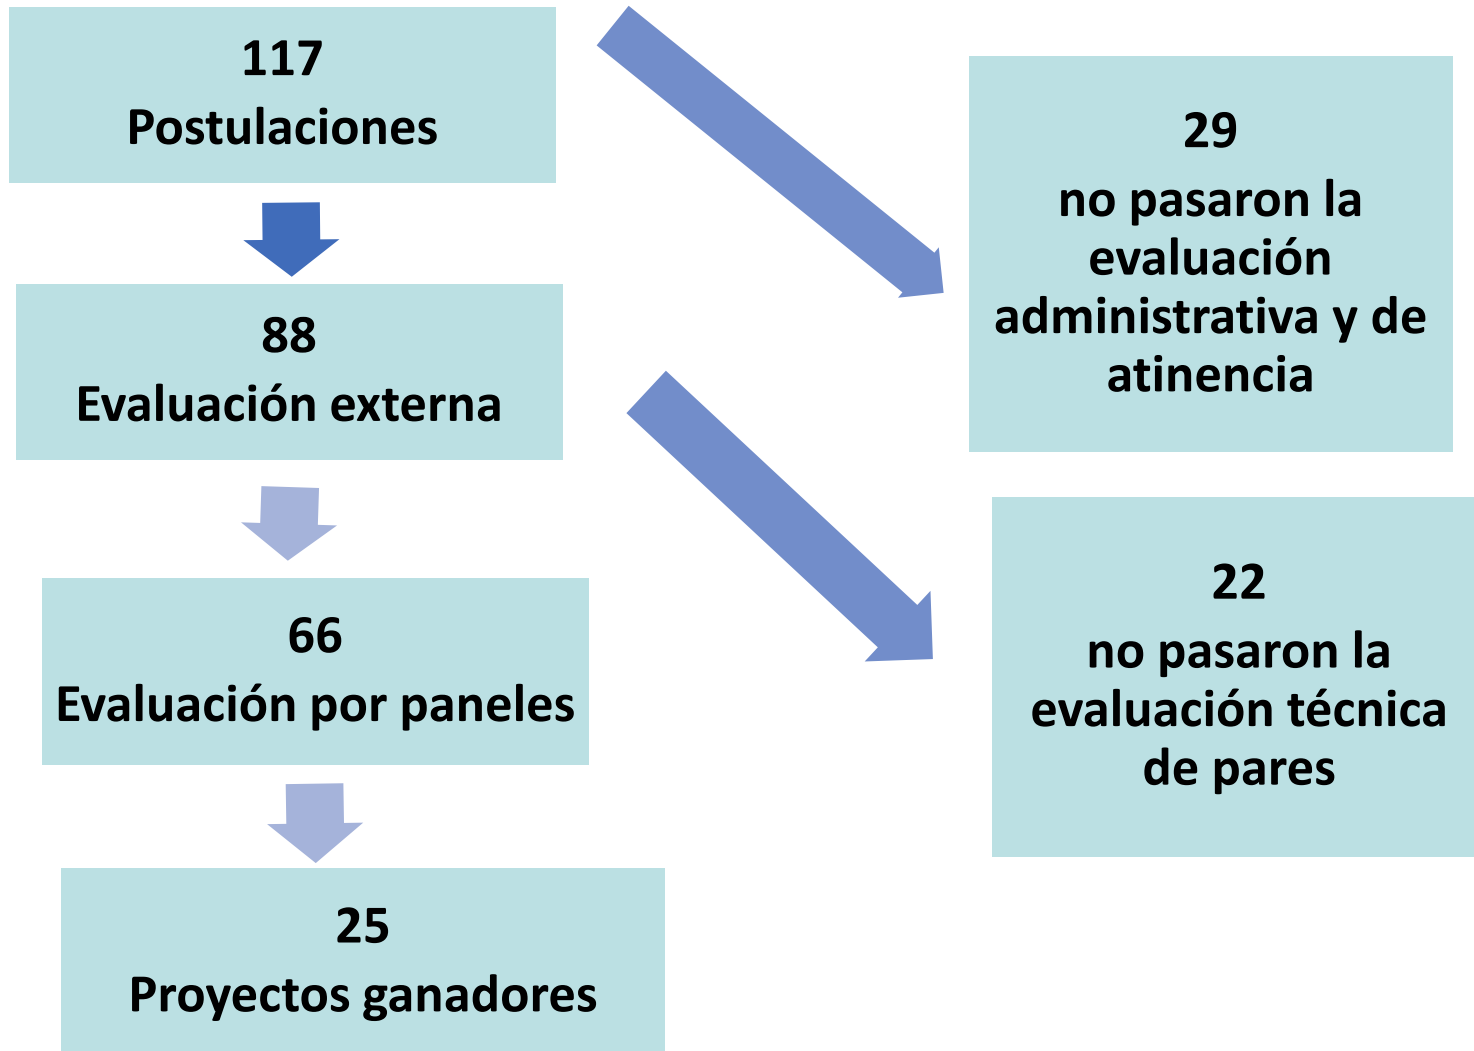 117
Postulaciones
88
Evaluación externa
66
Evaluación por paneles
25
Proyectos ganadores
29
no pasaron la
evaluación
administrativa y de
atinencia
22
no pasaron la
evaluación técnica
de pares